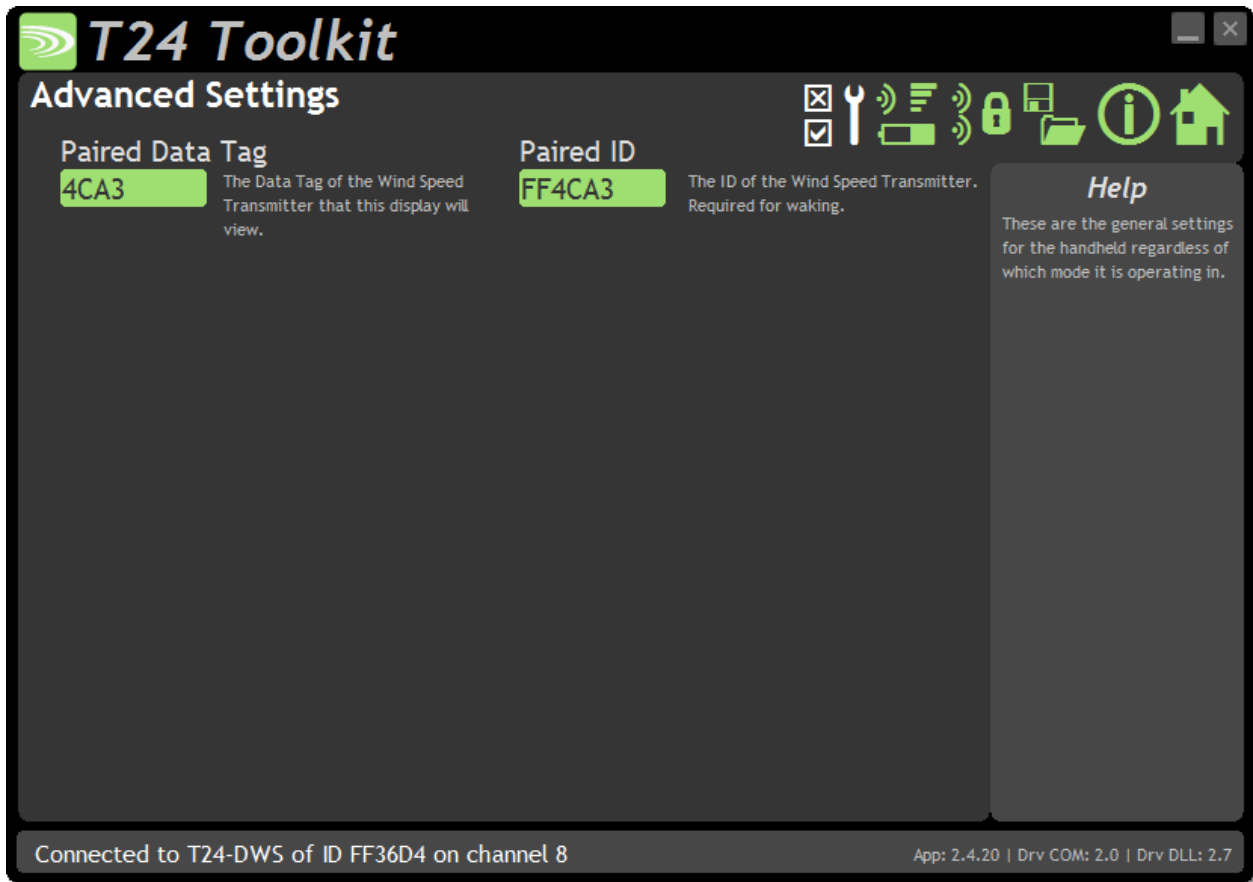 T24 Toolkit
Advanced Settings
Paired Data Tag
4CA3
The Data Tag of the Wind Speed
Transmitter that this display will
view.
Paired ID
FF4CA3
The ID of the Wind Speed Transmitter.
Required for waking.
Help
These are the general settings
for the handheld regardless of
which mode it is operating in.
Connected to T24-DWS of ID FF36D4 on channel 8
App: 2.4.20 | Drv COM: 2.0 | Drv DLL: 2.7